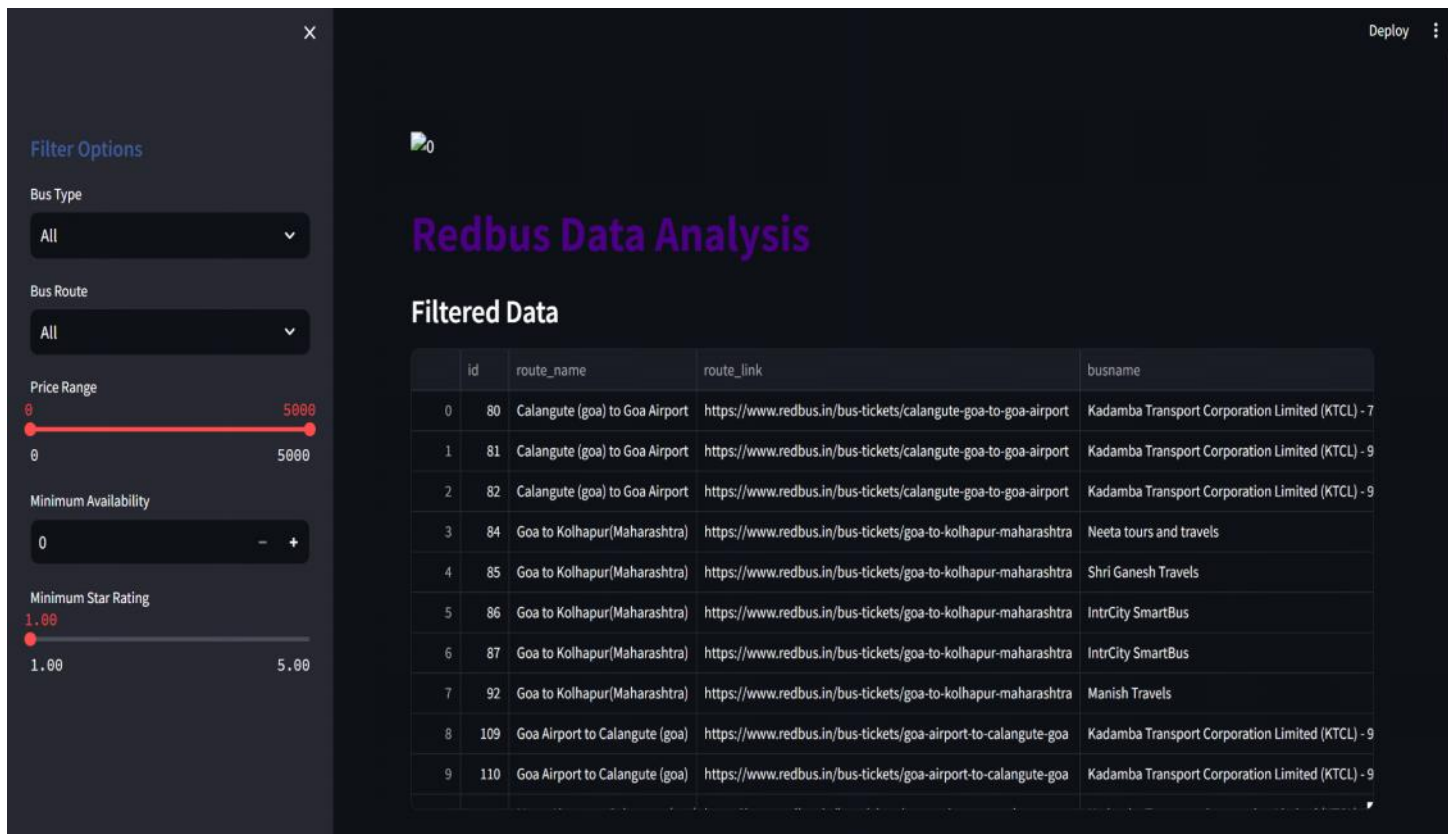 Deploy
Filter Options
Bus Type
All
Bus Route
All
Price Range
0 5000
0 5000
Minimum Availability
0 - +
Minimum Star Rating
1.00
1.00 5.00
0
Redbus Data Analysis
Filtered Data
id route_name route_link busname
0 80 Calangute (goa) to Goa Airport https://www.redbus.in/bus-tickets/calangute-goa-to-goa-airport Kadamba Transport Corporation Limited (KTCL) - 7
1 81 Calangute (goa) to Goa Airport https://www.redbus.in/bus-tickets/calangute-goa-to-goa-airport Kadamba Transport Corporation Limited (KTCL) - 9
2 82 Calangute (goa) to Goa Airport https://www.redbus.in/bus-tickets/calangute-goa-to-goa-airport Kadamba Transport Corporation Limited (KTCL) - 9
3 84 Goa to Kolhapur(Maharashtra) https://www.redbus.in/bus-tickets/goa-to-kolhapur-maharashtra Neeta tours and travels
4 85 Goa to Kolhapur(Maharashtra) https://www.redbus.in/bus-tickets/goa-to-kolhapur-maharashtra Shri Ganesh Travels
5 86 Goa to Kolhapur(Maharashtra) https://www.redbus.in/bus-tickets/goa-to-kolhapur-maharashtra IntrCity SmartBus
6 87 Goa to Kolhapur(Maharashtra) https://www.redbus.in/bus-tickets/goa-to-kolhapur-maharashtra IntrCity SmartBus
7 92 Goa to Kolhapur(Maharashtra) https://www.redbus.in/bus-tickets/goa-to-kolhapur-maharashtra Manish Travels
8 109 Goa Airport to Calangute (goa) https://www.redbus.in/bus-tickets/goa-airport-to-calangute-goa Kadamba Transport Corporation Limited (KTCL) - 9
9 110 Goa Airport to Calangute (goa) https://www.redbus.in/bus-tickets/goa-airport-to-calangute-goa Kadamba Transport Corporation Limited (KTCL) - 9